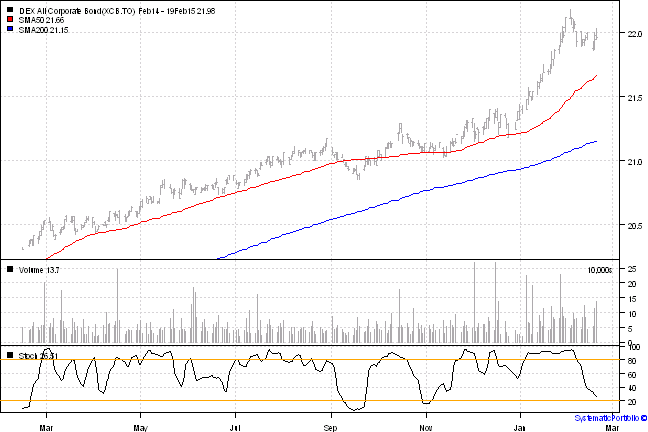 DEX All Corporate Bond(XCB.TO) Feb14 - 19Feb15 21.98
SMA50 21.66
SMA200 21.15
22.0
21.5
21.0
20.5
Volume 13.7
10,000s
25
20
15
10
5
0
Stoch 26.51
100
80
60
40
20
Mar May Jul Sep Nov Jan Mar
SystematicPortfolio ©